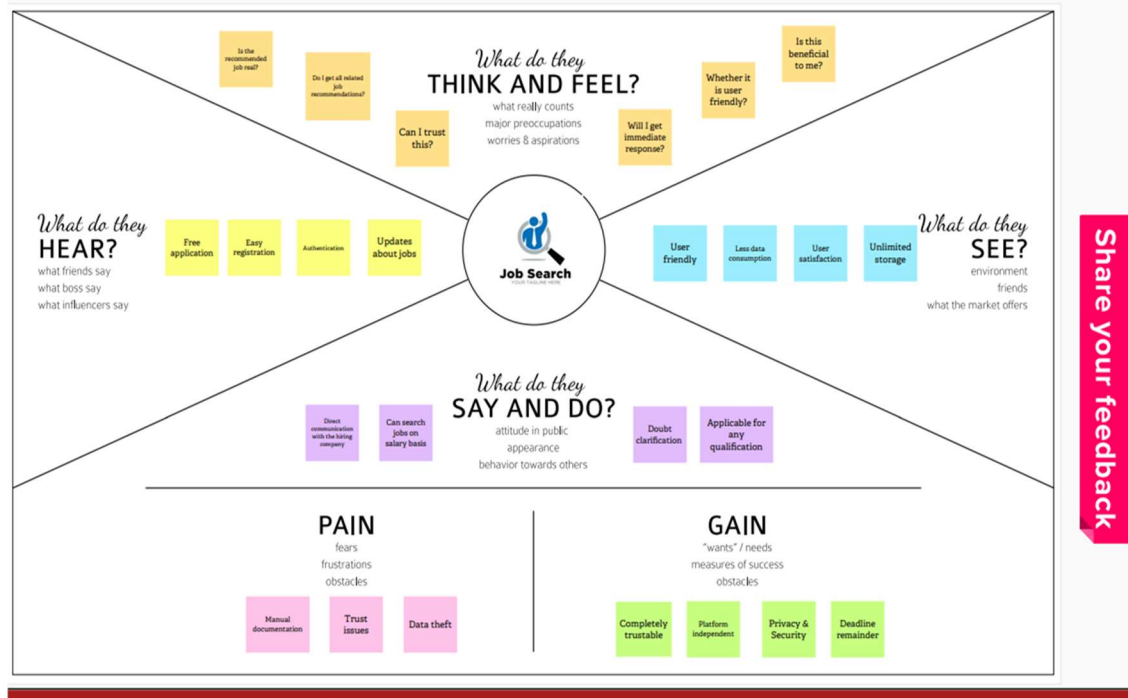 Is the
recommended
job real?
Do I get all related
job
recommendations?
Can I trust
this?
What do they
THINK AND FEEL?
what really counts
major preoccupations
worries & aspirations
Will I get
immediate
response?
Whether it
is user
friendly?
Is this
beneficial
to me?
What do they
HEAR?
what friends say
what boss say
what influencers say
Free
application
Easy
registration
Authentication
Updates
about jobs
Job Search
YOUR TAGLINE HERE
User
friendly
Less data
consumption
User
satisfaction
Unlimited
storage
What do they
SEE?
environment
friends
what the market offers
What do they
SAY AND DO?
attitude in public
appearance
behavior towards others
Direct
communication
with the hiring
company
Can search
jobs on
salary basis
Doubt
clarification
Applicable for
any
qualification
PAIN
fears
frustrations
obstacles
Manual
documentation
Trust
issues
Data theft
GAIN
"wants" / needs
measures of success
obstacles
Completely
trustable
Platform
independent
Privacy &
Security
Deadline
remainder
Share your feedback